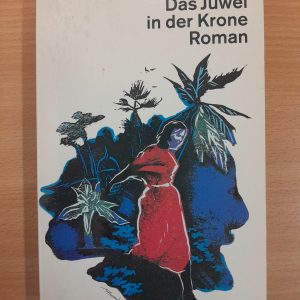 Das Juwel
in der Krone
Roman